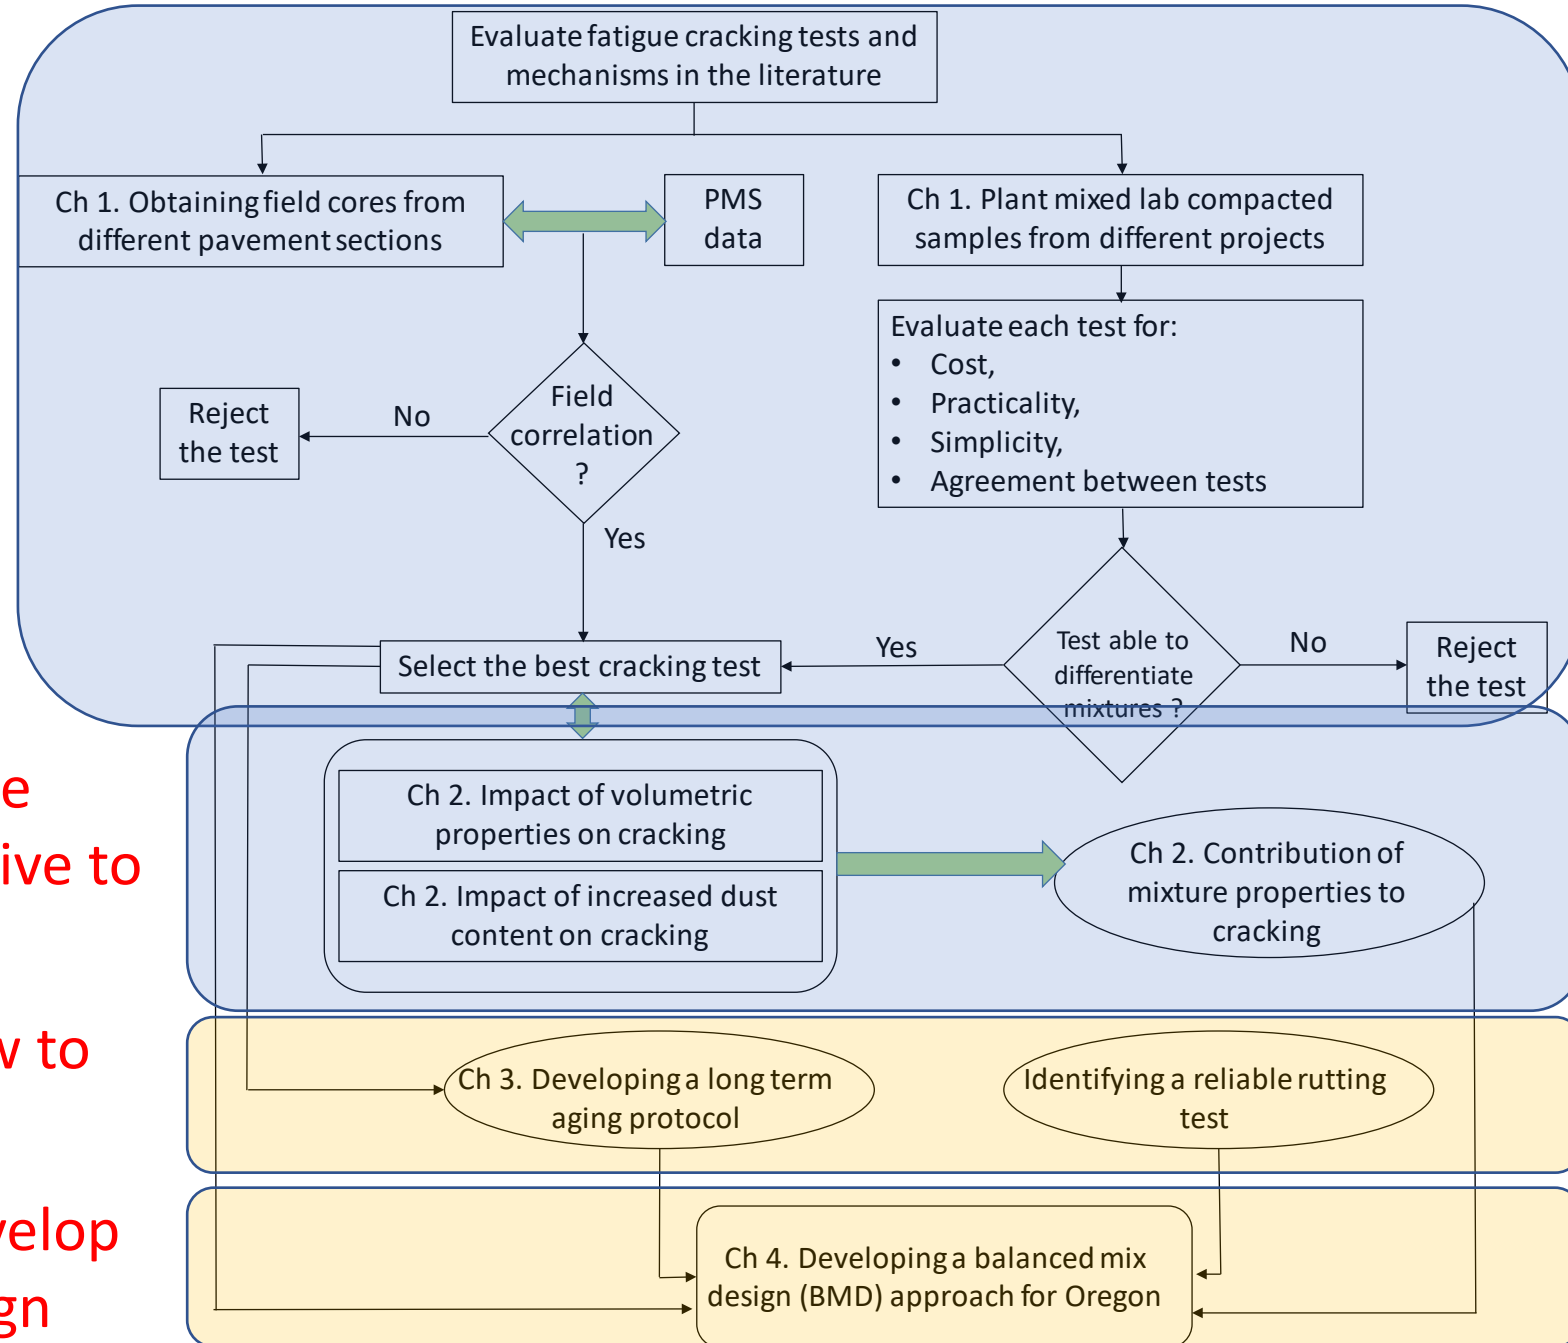 Evaluate fatigue cracking tests and
mechanisms in the literature
Ch 1. Obtaining field cores from
different pavement sections
PMS
data
Ch 1. Plant mixed lab compacted
samples from different projects
Evaluate each test for:
• Cost,
• Practicality,
• Simplicity,
• Agreement between tests
Field
correlation
?
No
Reject
the test
Yes
Select the best cracking test
Yes
Test able to
differentiate
mixtures ?
No
Reject
the test
e
ive to
Ch 2. Impact of volumetric
properties on cracking
Ch 2. Impact of increased dust
content on cracking
Ch 2. Contribution of
mixture properties to
cracking
w to
Ch 3. Developing a long term
aging protocol
Identifying a reliable rutting
test
velop
gn
Ch 4. Developing a balanced mix
design (BMD) approach for Oregon